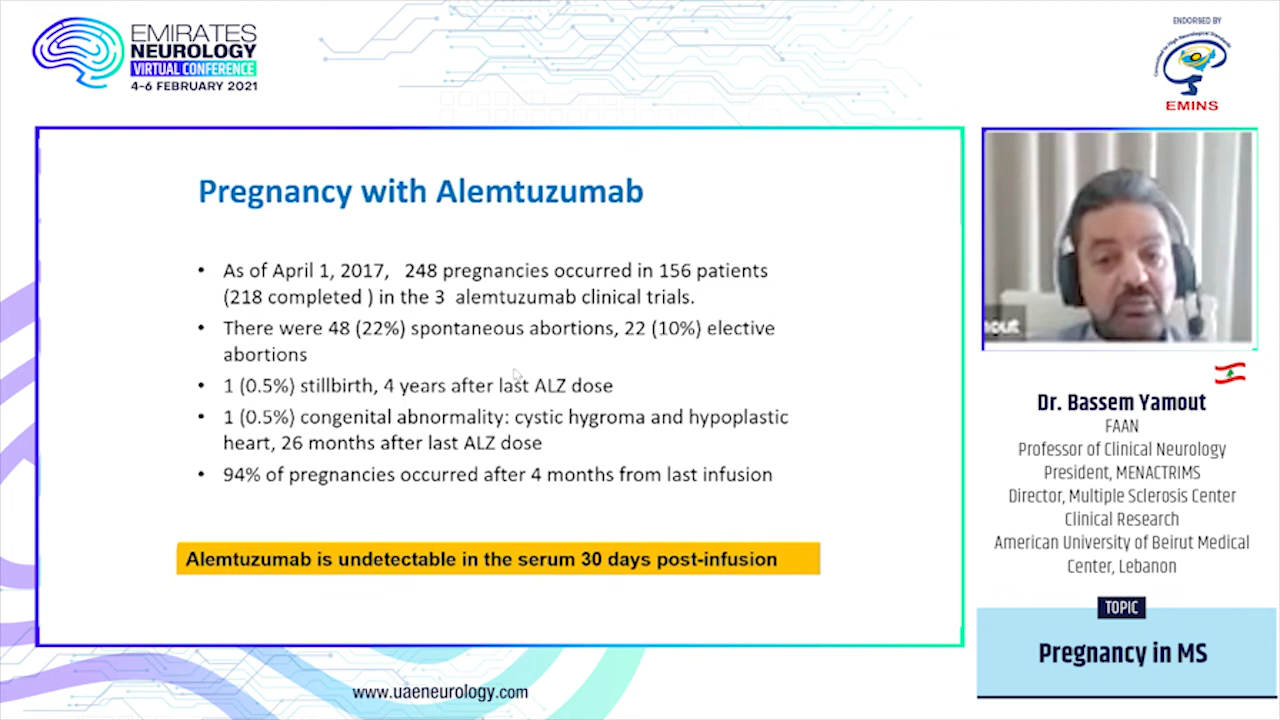 EMIRATES
NEUROLOGY
VIRTUAL CONFERENCE
4-6 FEBRUARY 2021
ENDORSED BY
EMINS
Pregnancy with Alemtuzumab
• As of April 1, 2017, 248 pregnancies occurred in 156 patients
(218 completed ) in the 3 alemtuzumab clinical trials.
• There were 48 (22%) spontaneous abortions, 22 (10%) elective
abortions
• 1 (0.5%) stillbirth, 4 years after last ALZ dose
• 1 (0.5%) congenital abnormality: cystic hygroma and hypoplastic
heart, 26 months after last ALZ dose
• 94% of pregnancies occurred after 4 months from last infusion
Alemtuzumab is undetectable in the serum 30 days post-infusion
Dr. Bassem Yamout
FAAN
Professor of Clinical Neurology
President, MENACTRIMS
Director, Multiple Sclerosis Center
Clinical Research
American University of Beirut Medical
Center, Lebanon
TOPIC
Pregnancy in MS
www.uaeneurology.com